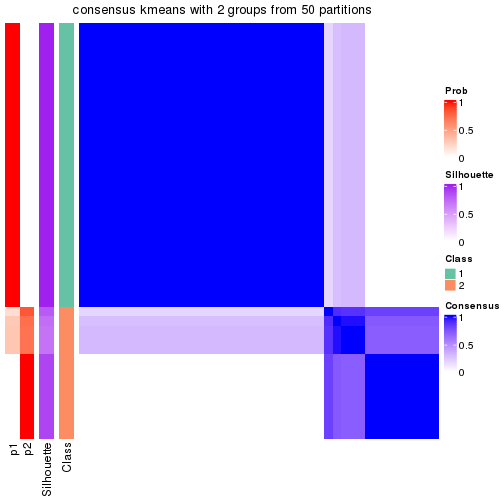 consensus kmeans with 2 groups from 50 partitions
Prob
1
0.5
0
Silhouette
1
0.5
0
Class
1
2
Consensus
1
0.5
0
p1
p2
Silhouette
Class